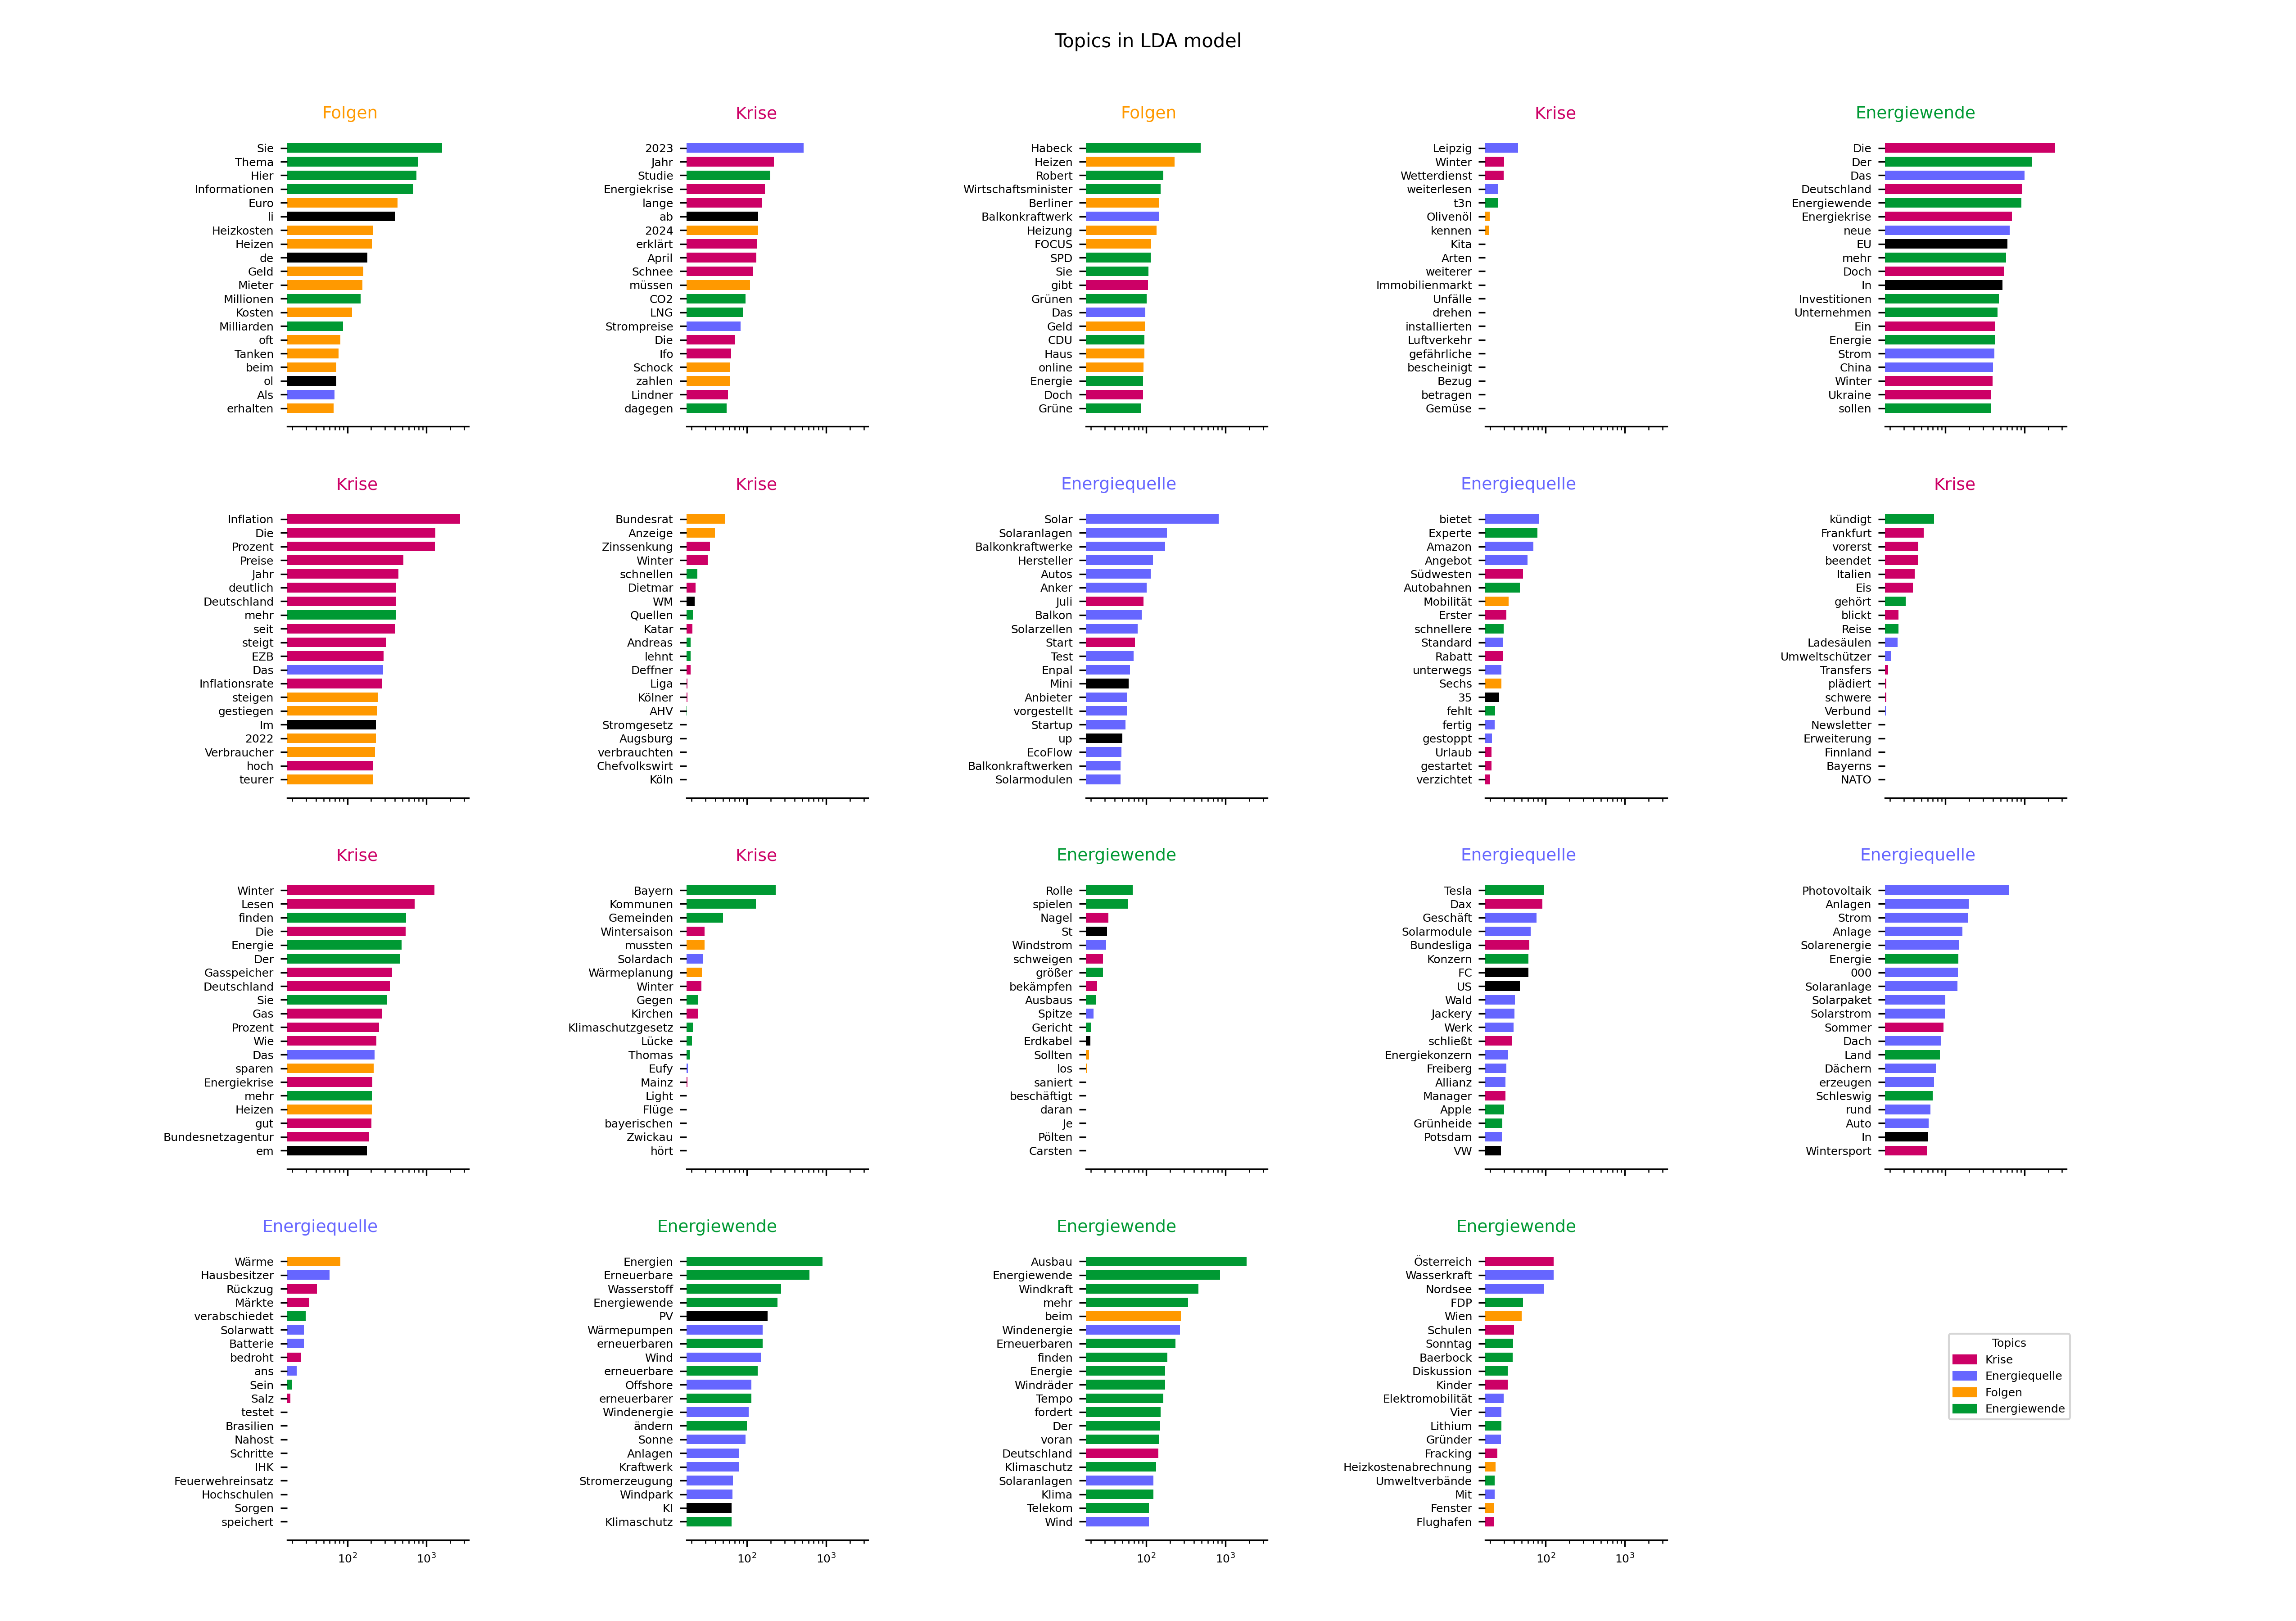 Topics in LDA model
Folgen
Sie
Thema
Hier
Informationen
Euro
li
Heizkosten
Heizen
de
Geld
Mieter
Millionen
Kosten
Milliarden
oft
Tanken
beim
ol
Als
erhalten
Krise
2023
Jahr
Studie
Energiekrise
lange
ab
2024
erklärt
April
Schnee
müssen
CO2
LNG
Strompreise
Die
Ifo
Schock
zahlen
Lindner
dagegen
Folgen
Habeck
Heizen
Robert
Wirtschaftsminister
Berliner
Balkonkraftwerk
Heizung
FOCUS
SPD
Sie
gibt
Grünen
Das
Geld
CDU
Haus
online
Energie
Doch
Grüne
Krise
Leipzig
Winter
Wetterdienst
weiterlesen
t3n
Olivenöl
kennen
Kita
Arten
weiterer
Immobilienmarkt
Unfälle
drehen
installierten
Luftverkehr
gefährliche
bescheinigt
Bezug
betragen
Gemüse
Energiewende
Die
Der
Das
Deutschland
Energiewende
Energiekrise
neue
EU
mehr
Doch
In
Investitionen
Unternehmen
Ein
Energie
Strom
China
Winter
Ukraine
sollen
Krise
Inflation
Die
Prozent
Preise
Jahr
deutlich
Deutschland
mehr
seit
steigt
EZB
Das
Inflationsrate
steigen
gestiegen
Im
2022
Verbraucher
hoch
teurer
Krise
Bundesrat
Anzeige
Zinssenkung
Winter
schnellen
Dietmar
WM
Quellen
Katar
Andreas
lehnt
Deffner
Liga
Kölner
AHV
Stromgesetz
Augsburg
verbrauchten
Chefvolkswirt
Köln
Energiequelle
Solar
Solaranlagen
Balkonkraftwerke
Hersteller
Autos
Anker
Juli
Balkon
Solarzellen
Start
Test
Enpal
Mini
Anbieter
vorgestellt
Startup
up
EcoFlow
Balkonkraftwerken
Solarmodulen
Energiequelle
bietet
Experte
Amazon
Angebot
Südwesten
Autobahnen
Mobilität
Erster
schnellere
Standard
Rabatt
unterwegs
Sechs
35
fehlt
fertig
gestoppt
Urlaub
gestartet
verzichtet
Krise
kündigt
Frankfurt
vorerst
beendet
Italien
Eis
gehört
blickt
Reise
Ladesäulen
Umweltschützer
Transfers
plädiert
schwere
Verbund
Newsletter
Erweiterung
Finnland
Bayerns
NATO
Krise
Winter
Lesen
finden
Die
Energie
Der
Gasspeicher
Deutschland
Sie
Gas
Prozent
Wie
Das
sparen
Energiekrise
mehr
Heizen
gut
Bundesnetzagentur
em
Krise
Bayern
Kommunen
Gemeinden
Wintersaison
mussten
Solardach
Wärmeplanung
Winter
Gegen
Kirchen
Klimaschutzgesetz
Lücke
Thomas
Eufy
Mainz
Light
Flüge
bayerischen
Zwickau
hört
Energiewende
Rolle
spielen
Nagel
St
Windstrom
schweigen
größer
bekämpfen
Ausbaus
Spitze
Gericht
Erdkabel
Sollten
los
saniert
beschäftigt
daran
Je
Pölten
Carsten
Energiequelle
Tesla
Dax
Geschäft
Solarmodule
Bundesliga
Konzern
FC
US
Wald
Jackery
Werk
schließt
Energiekonzern
Freiberg
Allianz
Manager
Apple
Grünheide
Potsdam
VW
Energiequelle
Photovoltaik
Anlagen
Strom
Anlage
Solarenergie
Energie
000
Solaranlage
Solarpaket
Solarstrom
Sommer
Dach
Land
Dächern
erzeugen
Schleswig
rund
Auto
In
Wintersport
Energiequelle
Wärme
Hausbesitzer
Rückzug
Märkte
verabschiedet
Solarwatt
Batterie
bedroht
ans
Sein
Salz
testet
Brasilien
Nahost
Schritte
IHK
Feuerwehreinsatz
Hochschulen
Sorgen
speichert
10² 10³
Energiewende
Energien
Erneuerbare
Wasserstoff
Energiewende
PV
Wärmepumpen
erneuerbaren
Wind
erneuerbare
Offshore
erneuerbarer
Windenergie
ändern
Sonne
Anlagen
Kraftwerk
Stromerzeugung
Windpark
KI
Klimaschutz
10² 10³
Energiewende
Ausbau
Energiewende
Windkraft
mehr
beim
Windenergie
Erneuerbaren
finden
Energie
Windräder
Tempo
fordert
Der
voran
Deutschland
Klimaschutz
Solaranlagen
Klima
Telekom
Wind
10² 10³
Energiewende
Österreich
Wasserkraft
Nordsee
FDP
Wien
Schulen
Sonntag
Baerbock
Diskussion
Kinder
Elektromobilität
Vier
Lithium
Gründer
Fracking
Heizkostenabrechnung
Umweltverbände
Mit
Fenster
Flughafen
10² 10³
Topics
Krise
Energiequelle
Folgen
Energiewende